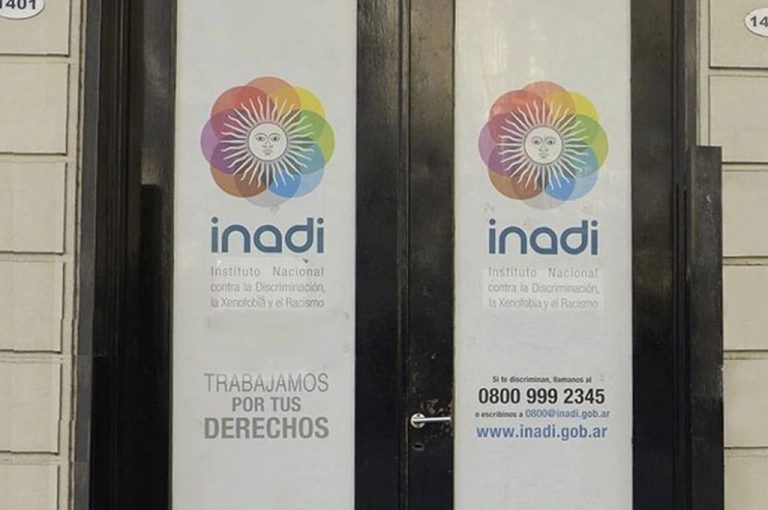 1401
14
inadi
Instituto Nacional
contra la Discriminación,
la Xenofobia y el Racismo
TRABAJAMOS
POR TUS
DERECHOS
inadi
Instituto Nacional
contra la Discriminación,
la Xenofobia y el Racismo
Si te discriminan, llamanos al
0800 999 2345
o escribinos a 0800@inadi.gob.ar
www.inadi.gob.ar